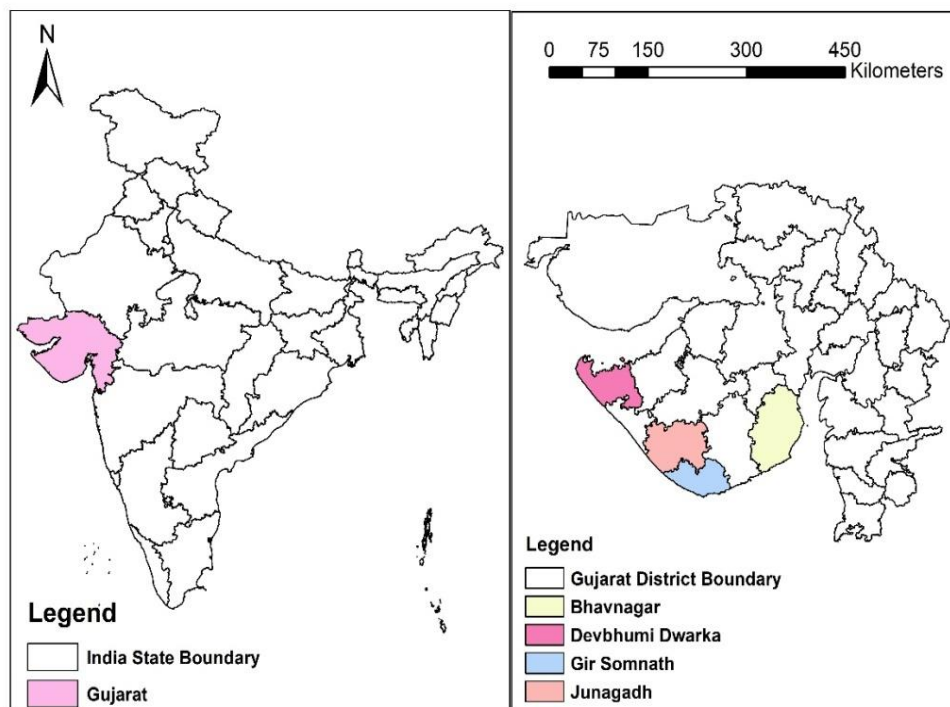 N
Legend
India State Boundary
Gujarat
0 75 150 300 450
Kilometers
Legend
Gujarat District Boundary
Bhavnagar
Devbhumi Dwarka
Gir Somnath
Junagadh